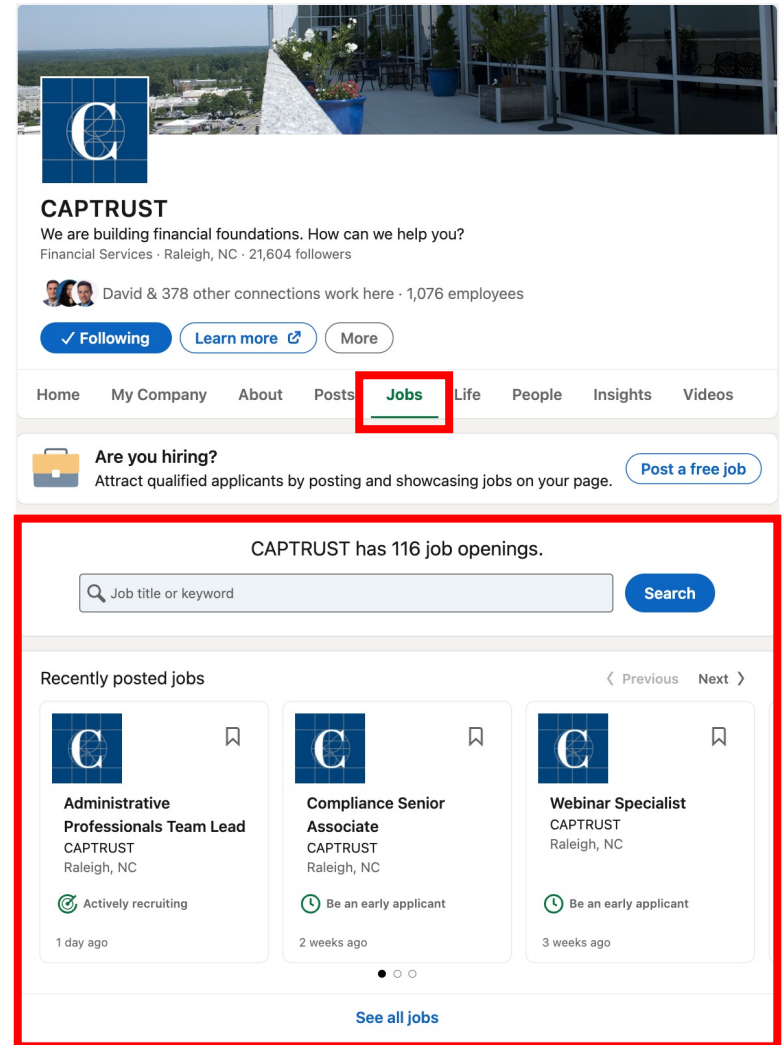 C
CAPTRUST
We are building financial foundations. How can we help you?
Financial Services · Raleigh, NC · 21,604 followers
David & 378 other connections work here · 1,076 employees
✓ Following Learn more More
Home My Company About Posts Jobs Life People Insights Videos
Are you hiring?
Attract qualified applicants by posting and showcasing jobs on your page.
Post a free job
CAPTRUST has 116 job openings.
Job title or keyword
Search
Recently posted jobs
Previous Next
C
Administrative
Professionals Team Lead
CAPTRUST
Raleigh, NC
Actively recruiting
1 day ago
C
Compliance Senior
Associate
CAPTRUST
Raleigh, NC
Be an early applicant
2 weeks ago
C
Webinar Specialist
CAPTRUST
Raleigh, NC
Be an early applicant
3 weeks ago
See all jobs